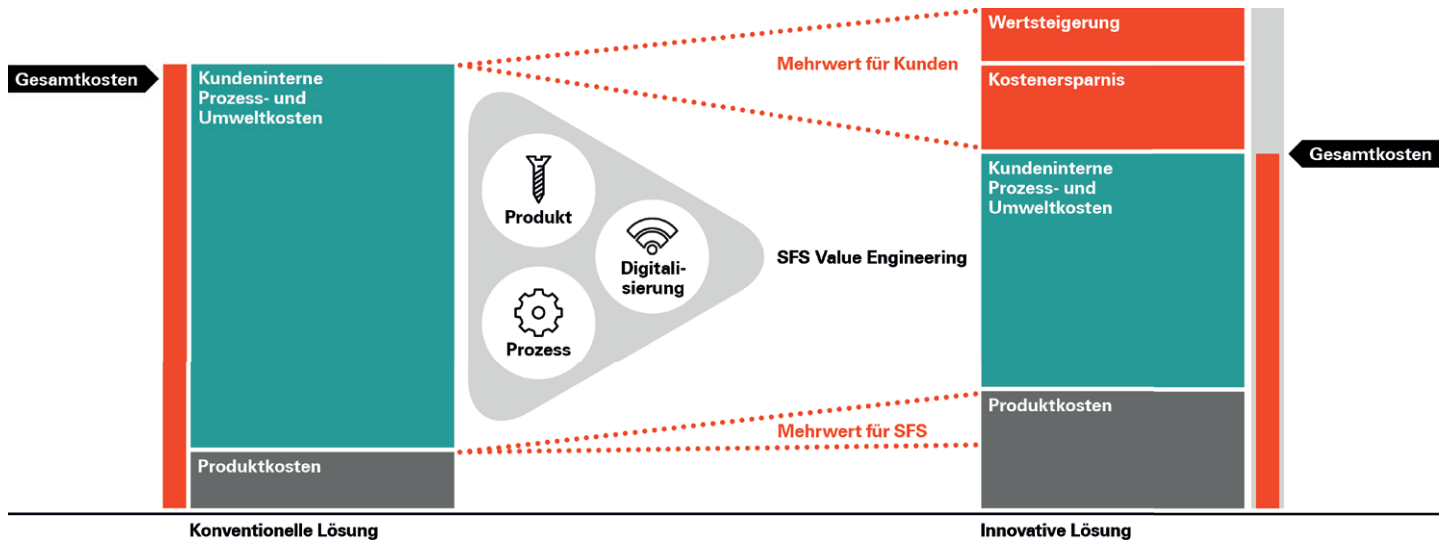 Gesamtkosten
Kundeninterne
Prozess- und
Umweltkosten
Produktkosten
Konventionelle Lösung
Produkt
Digitali-
sierung
Prozess
Mehrwert für Kunden
SFS Value Engineering
Mehrwert für SFS
Wertsteigerung
Kostenersparnis
Kundeninterne
Prozess- und
Umweltkosten
Produktkosten
Innovative Lösung
Gesamtkosten